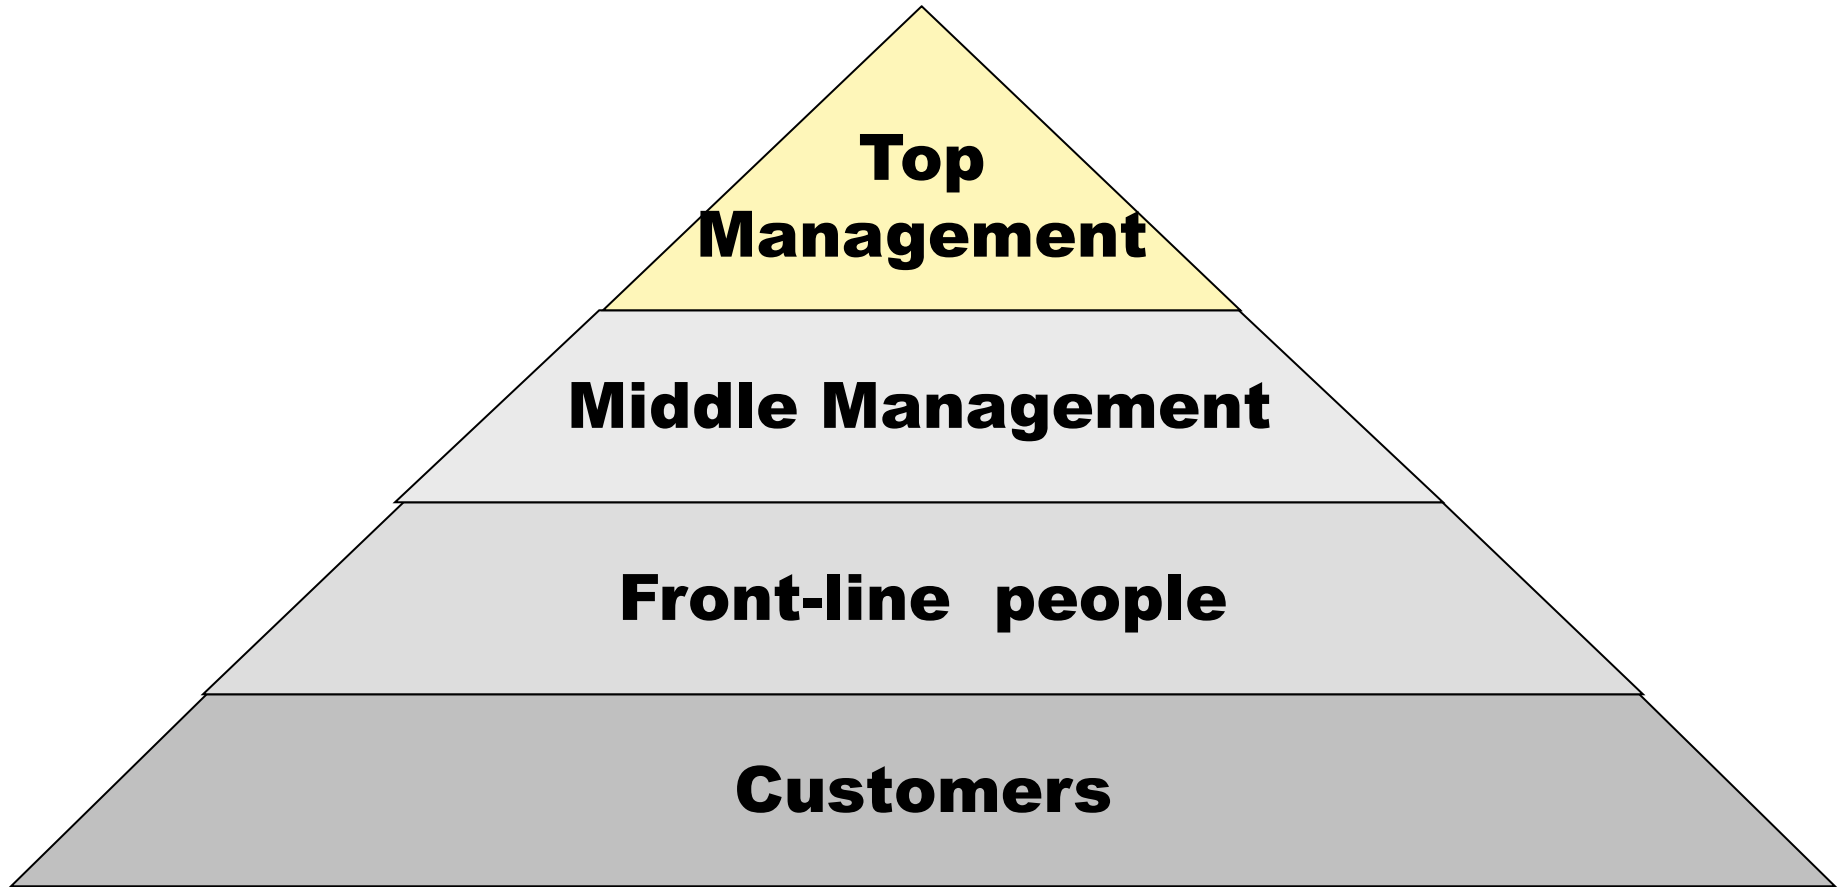 Top
Management
Middle Management
Front-line people
Customers